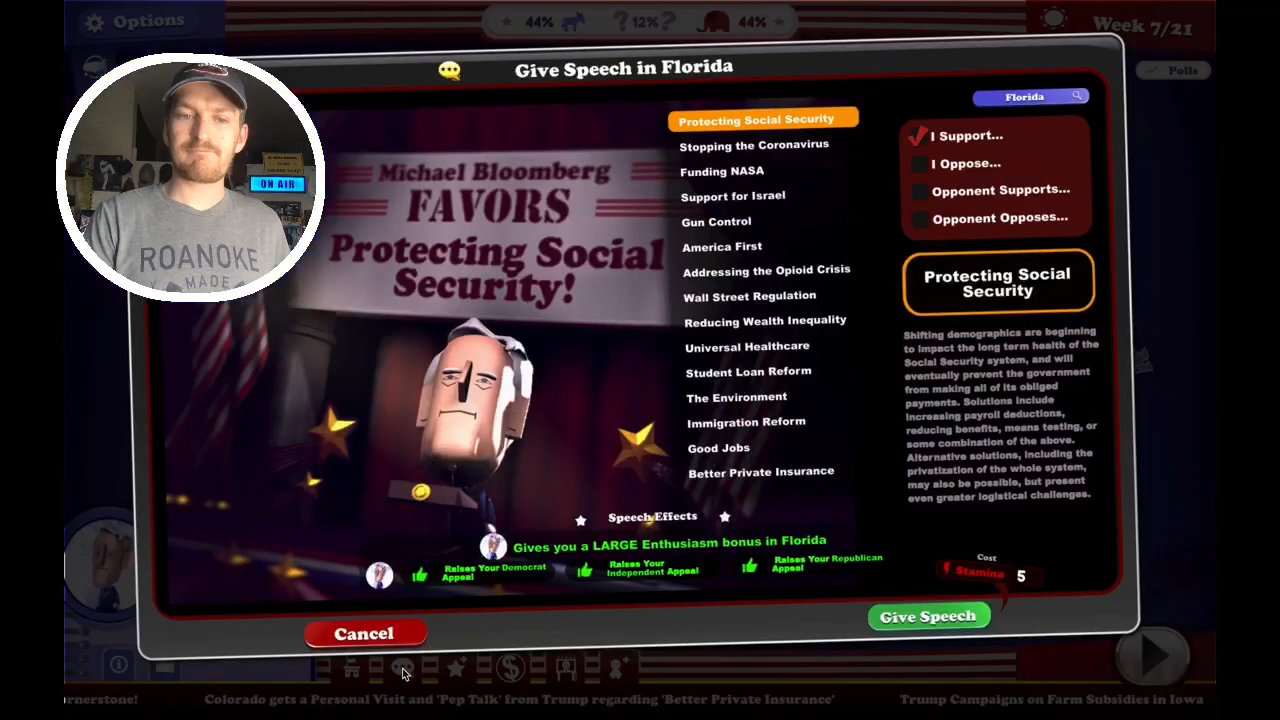 Options
44%
?12%?
44%
Week 7/21
Polls
Give Speech in Florida
Florida
ON AIR
ROANOKE
MADE
Michael Bloomberg
FAVORS
Protecting Social
Security!
Protecting Social Security
Stopping the Coronavirus
Funding NASA
Support for Israel
Gun Control
America First
Addressing the Opioid Crisis
Wall Street Regulation
Reducing Wealth Inequality
Universal Healthcare
Student Loan Reform
The Environment
Immigration Reform
Good Jobs
Better Private Insurance
I Support...
I Oppose...
Opponent Supports...
Opponent Opposes...
Protecting Social
Security
Shifting demographics are beginning
to impact the long term health of the
Social Security system, and will
eventually prevent the government
from making all of its obliged
payments. Solutions include
increasing payroll deductions,
reducing benefits, means testing, or
some combination of the above.
Alternative solutions, including the
privatization of the whole system,
may also be possible, but present
even greater logistical challenges.
Speech Effects
Gives you a LARGE Enthusiasm bonus in Florida
Raises Your Democrat
Appeal
Raises Your
Independent Appeal
Raises Your Republican
Appeal
Cost
Stamina 5
Cancel
Give Speech
ornerstone!
Colorado gets a Personal Visit and 'Pep Talk' from Trump regarding 'Better Private Insurance'
Trump Campaigns on Farm Subsidies in Iowa